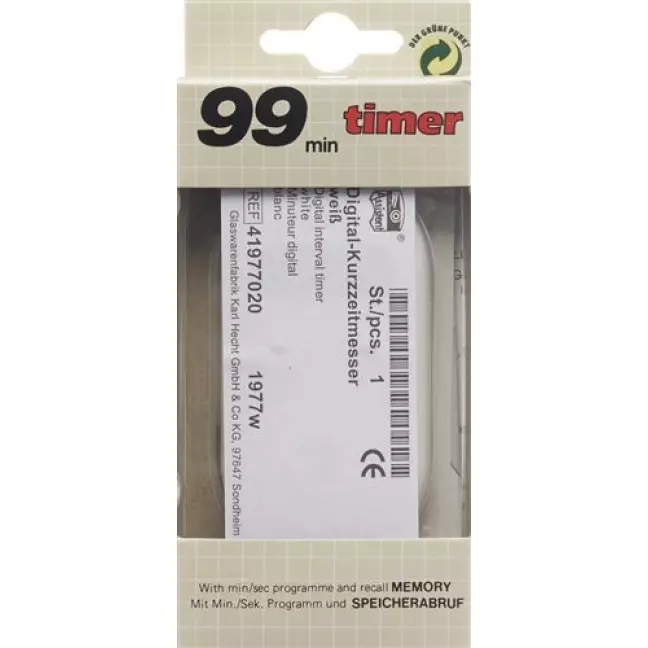 DER GRÜNE PUNKT
99 min timer
Assistent ®
Digital-Kurzzeitmesser
weiß
Digital interval timer
white
Minuteur digital
blanc
St./pcs. 1
REF 41977020 1977w
Glaswarenfabrik Karl Hecht GmbH & Co KG, 97647 Sondheim
CE
With min/sec programme and recall MEMORY
Mit Min./Sek. Programm und SPEICHERABRUF